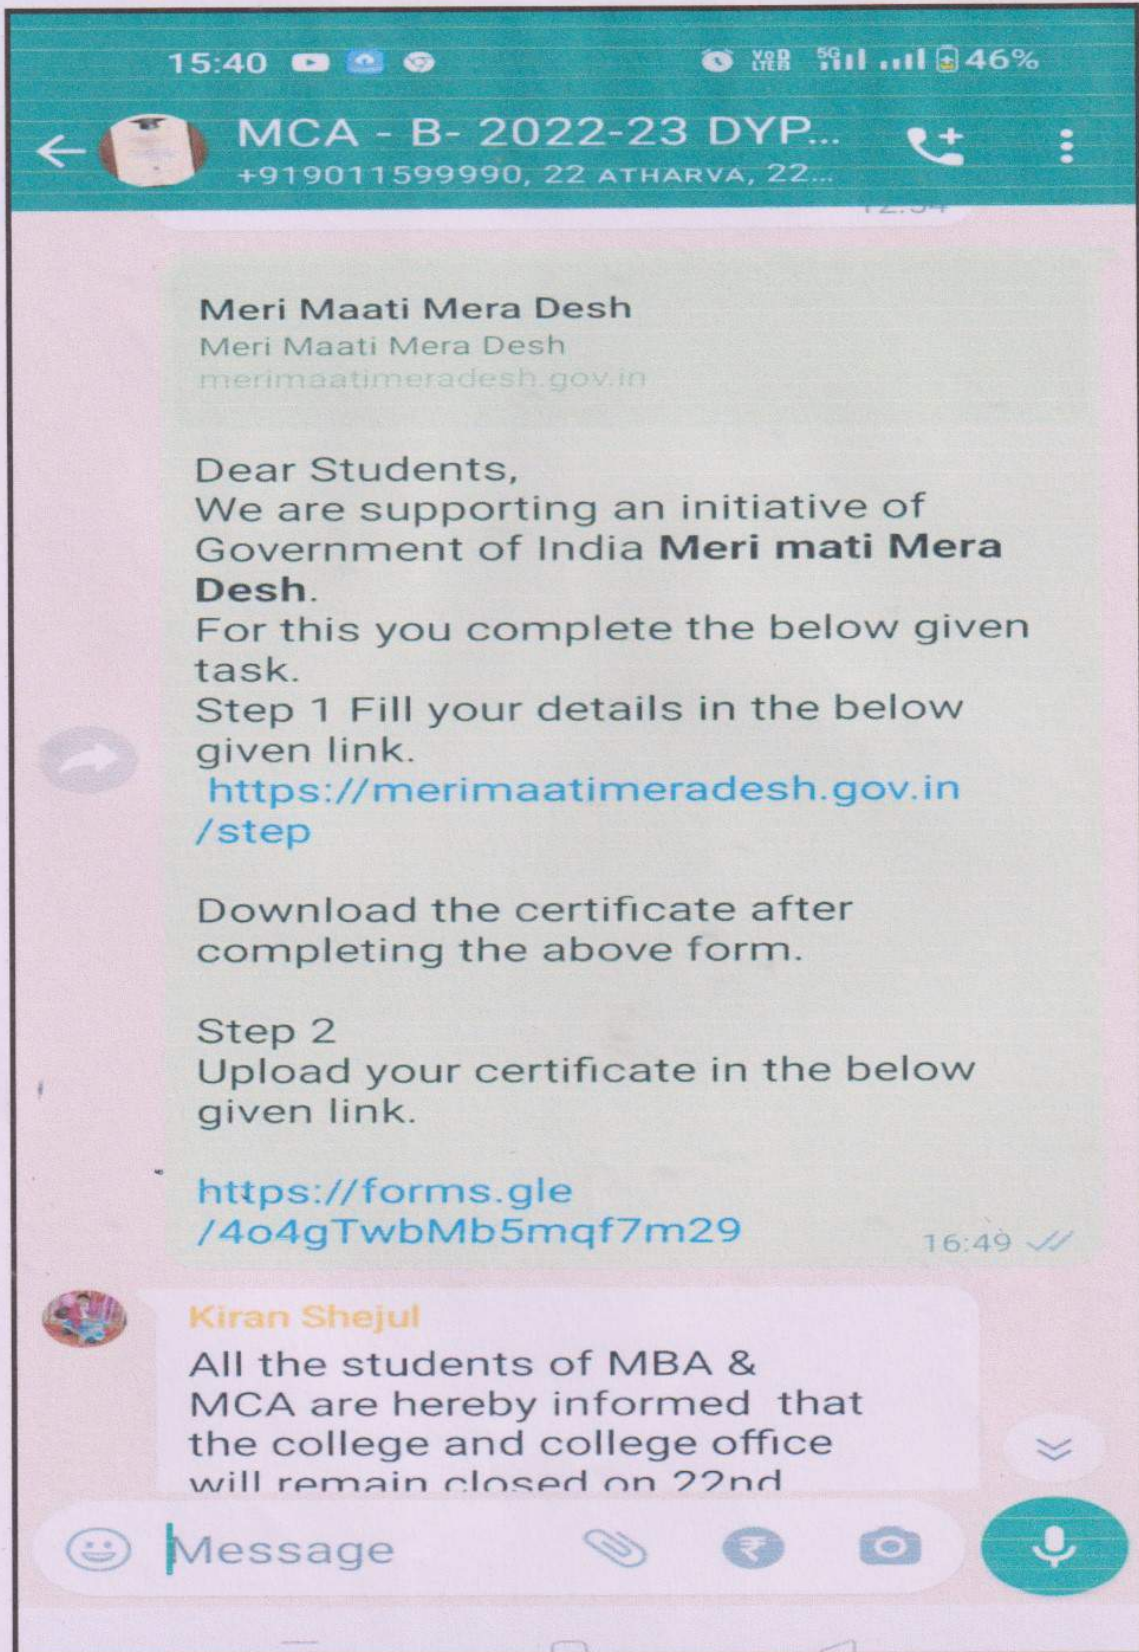 15:40
VoD LTE 5G 46%
MCA - B- 2022-23 DYP...
+919011599990, 22 ATHARVA, 22...
12:54
Meri Maati Mera Desh
Meri Maati Mera Desh
merimaatimeradesh.gov.in
Dear Students,
We are supporting an initiative of
Government of India Meri mati Mera
Desh.
For this you complete the below given
task.
Step 1 Fill your details in the below
given link.
https://merimaatimeradesh.gov.in
/step
Download the certificate after
completing the above form.
Step 2
Upload your certificate in the below
given link.
https://forms.gle
/4o4gTwbMb5mqf7m29
16:49
Kiran Shejul
All the students of MBA &
MCA are hereby informed that
the college and college office
will remain closed on 22nd
Message